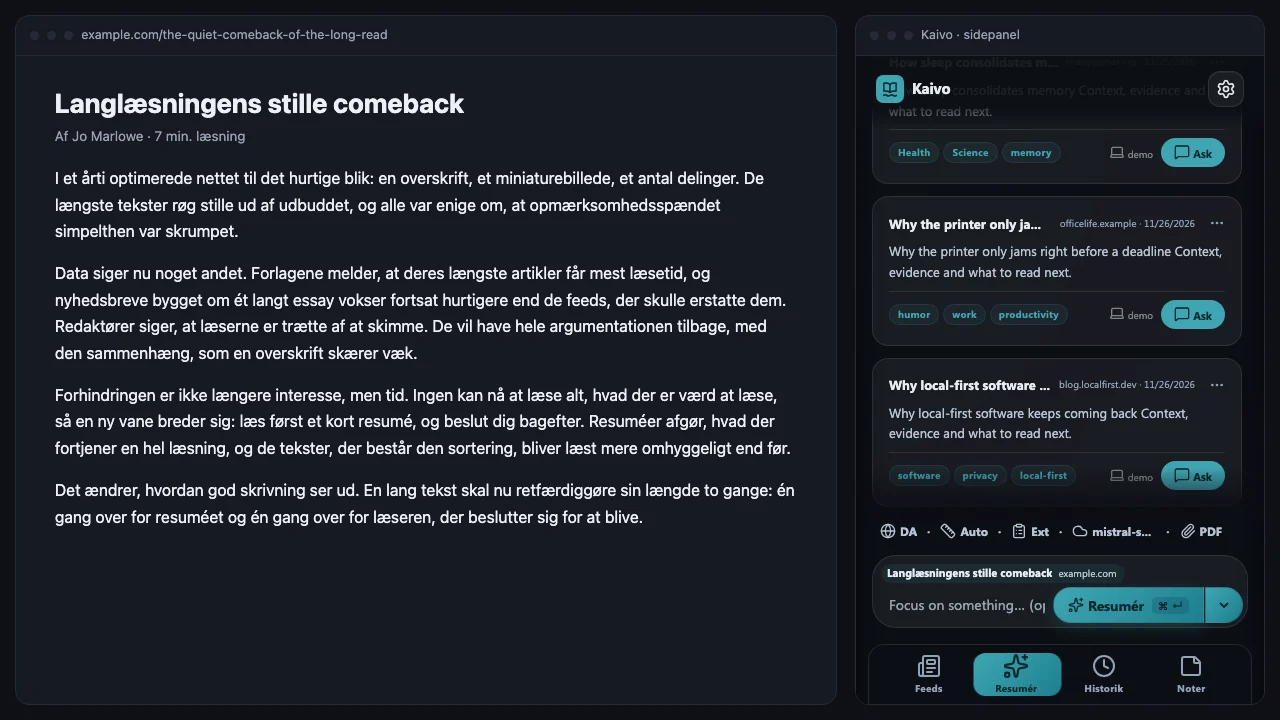 example.com/the-quiet-comeback-of-the-long-read
Langlæsningens stille comeback
Af Jo Marlowe · 7 min. læsning
I et årti optimerede nettet til det hurtige blik: en overskrift, et miniaturebillede, et antal delinger. De
længste tekster røg stille ud af udbuddet, og alle var enige om, at opmærksomhedsspændet
simpelthen var skrumpet.
Data siger nu noget andet. Forlagene melder, at deres længste artikler får mest læsetid, og
nyhedsbreve bygget om ét langt essay vokser fortsat hurtigere end de feeds, der skulle erstatte dem.
Redaktører siger, at læserne er trætte af at skimme. De vil have hele argumentationen tilbage, med
den sammenhæng, som en overskrift skærer væk.
Forhindringen er ikke længere interesse, men tid. Ingen kan nå at læse alt, hvad der er værd at læse,
så en ny vane breder sig: læs først et kort resumé, og beslut dig bagefter. Resuméer afgør, hvad der
fortjener en hel læsning, og de tekster, der består den sortering, bliver læst mere omhyggeligt end før.
Det ændrer, hvordan god skrivning ser ud. En lang tekst skal nu retfærdiggøre sin længde to gange: én
gang over for resuméet og én gang over for læseren, der beslutter sig for at blive.
Kaivo · sidepanel
How sleep consolidates m...
Kaivo
consolidates memory Context, evidence and
what to read next.
Health Science memory demo Ask
Why the printer only ja... officelife.example · 11/26/2026 ···
Why the printer only jams right before a deadline Context,
evidence and what to read next.
humor work productivity demo Ask
Why local-first software ... blog.localfirst.dev · 11/26/2026 ···
Why local-first software keeps coming back Context,
evidence and what to read next.
software privacy local-first demo Ask
DA · Auto · Ext · mistral-s... · PDF
Langlæsningens stille comeback example.com
Focus on something... (op
Resumér ⌘ ↵
Feeds Resumér Historik Noter